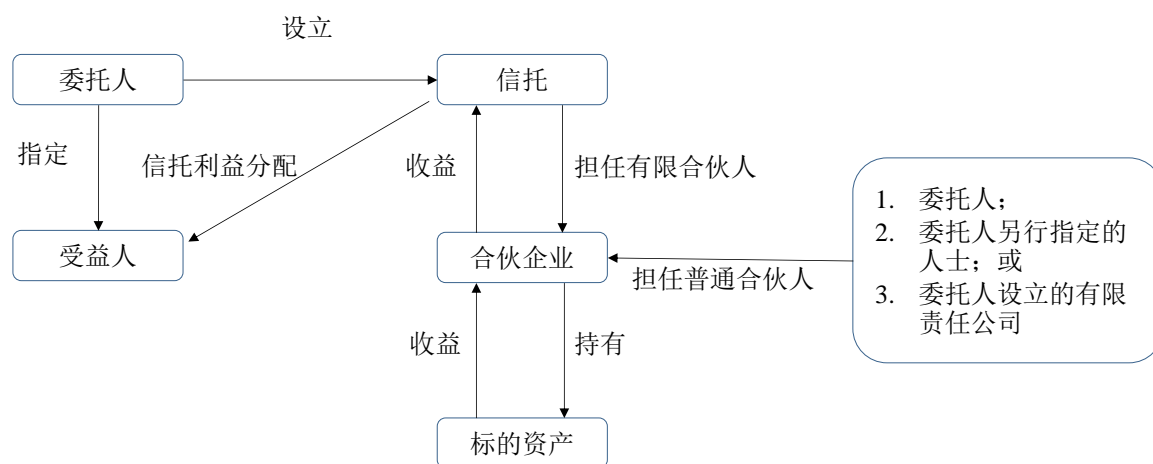 设立
委托人
信托
指定
信托利益分配
收益
担任有限合伙人
受益人
合伙企业
担任普通合伙人
1. 委托人；
2. 委托人另行指定的
人士；或
3. 委托人设立的有限
责任公司
收益
持有
标的资产